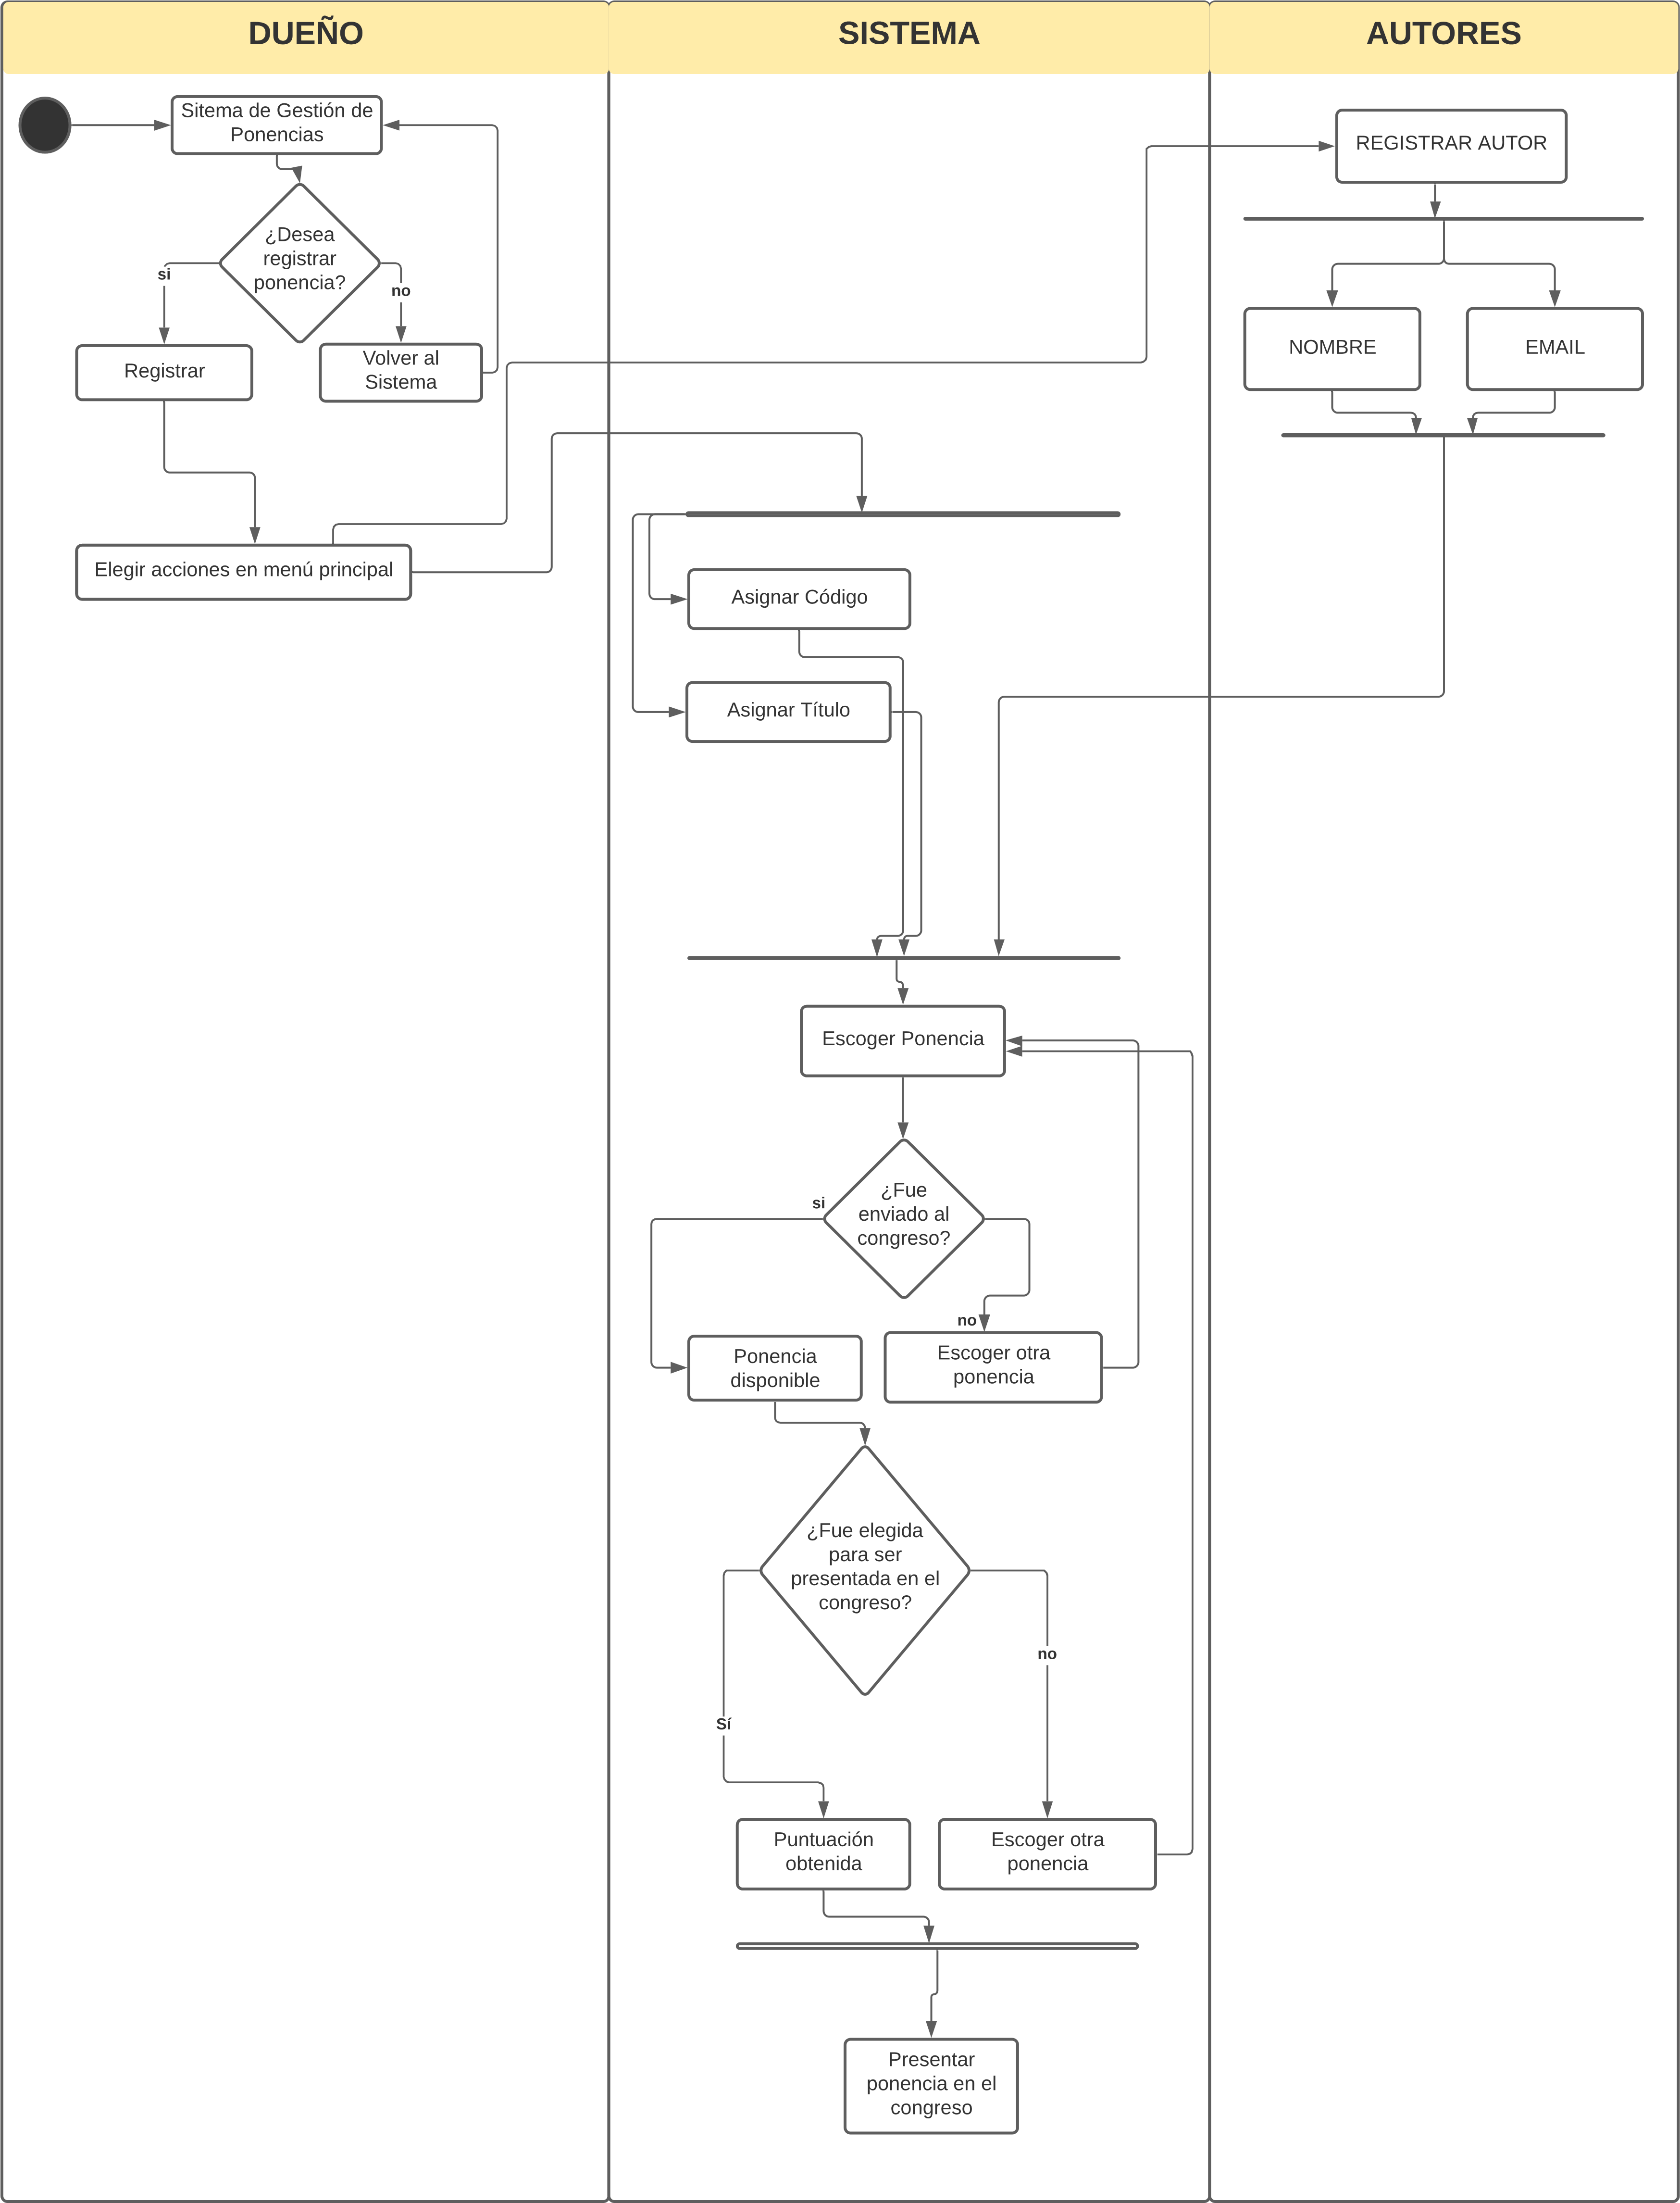 DUEÑO
SISTEMA
AUTORES
Sitema de Gestión de
Ponencias
¿Desea
registrar
ponencia?
si
no
Registrar
Volver al
Sistema
Elegir acciones en menú principal
REGISTRAR AUTOR
NOMBRE
EMAIL
Asignar Código
Asignar Título
Escoger Ponencia
¿Fue
enviado al
congreso?
si
no
Ponencia
disponible
Escoger otra
ponencia
¿Fue elegida
para ser
presentada en el
congreso?
Sí
no
Puntuación
obtenida
Escoger otra
ponencia
Presentar
ponencia en el
congreso